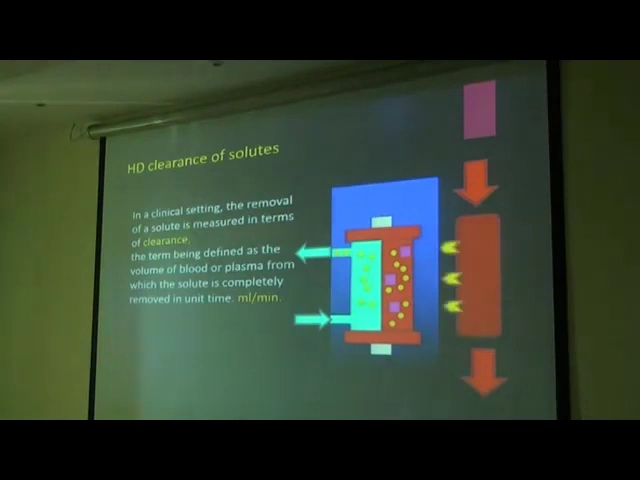 HD clearance of solutes
In a clinical setting, the removal
of a solute is measured in terms
of clearance.
the term being defined as the
volume of blood or plasma from
which the solute is completely
removed in unit time. ml/min.